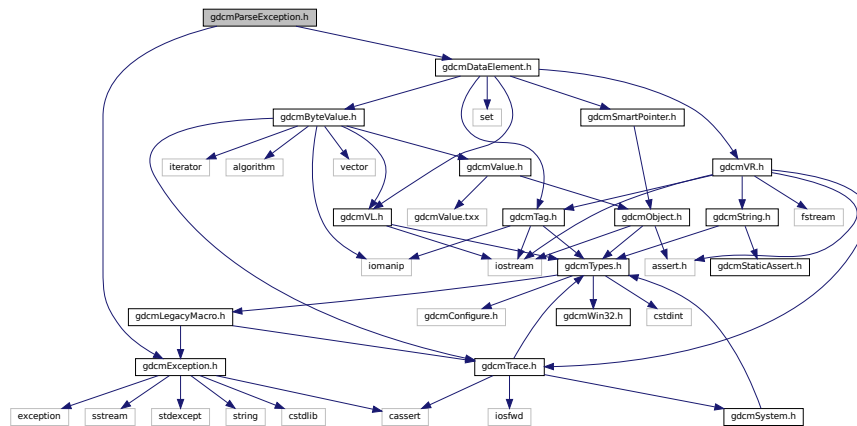 gdcmParseException.h
gdcmDataElement.h
gdcmByteValue.h
set
gdcmSmartPointer.h
iterator
algorithm
vector
gdcmValue.h
gdcmVR.h
gdcmVL.h
gdcmValue.txx
gdcmTag.h
gdcmObject.h
gdcmString.h
fstream
iomanip
iostream
gdcmTypes.h
assert.h
gdcmStaticAssert.h
gdcmLegacyMacro.h
gdcmConfigure.h
gdcmWin32.h
cstdint
gdcmException.h
gdcmTrace.h
exception
sstream
stdexcept
string
cstdlib
cassert
iosfwd
gdcmSystem.h